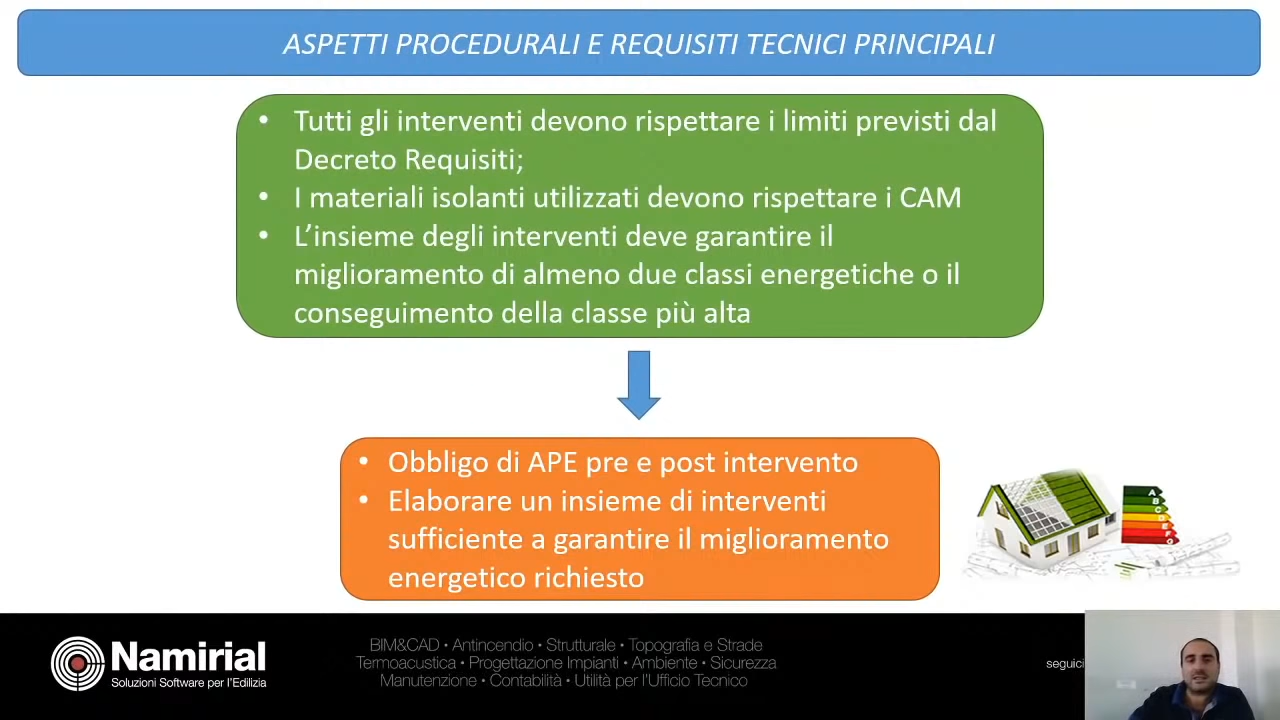 ASPETTI PROCEDURALI E REQUISITI TECNICI PRINCIPALI
• Tutti gli interventi devono rispettare i limiti previsti dal
Decreto Requisiti;
• I materiali isolanti utilizzati devono rispettare i CAM
• L’insieme degli interventi deve garantire il
miglioramento di almeno due classi energetiche o il
conseguimento della classe più alta
• Obbligo di APE pre e post intervento
• Elaborare un insieme di interventi
sufficiente a garantire il miglioramento
energetico richiesto
A
B
C
D
E
F
G
Namirial
Soluzioni Software per l’Edilizia
BIM&CAD • Antincendio • Strutturale • Topografia e Strade
Termoacustica • Progettazione Impianti • Ambiente • Sicurezza
Manutenzione • Contabilità • Utilità per l’Ufficio Tecnico
seguici